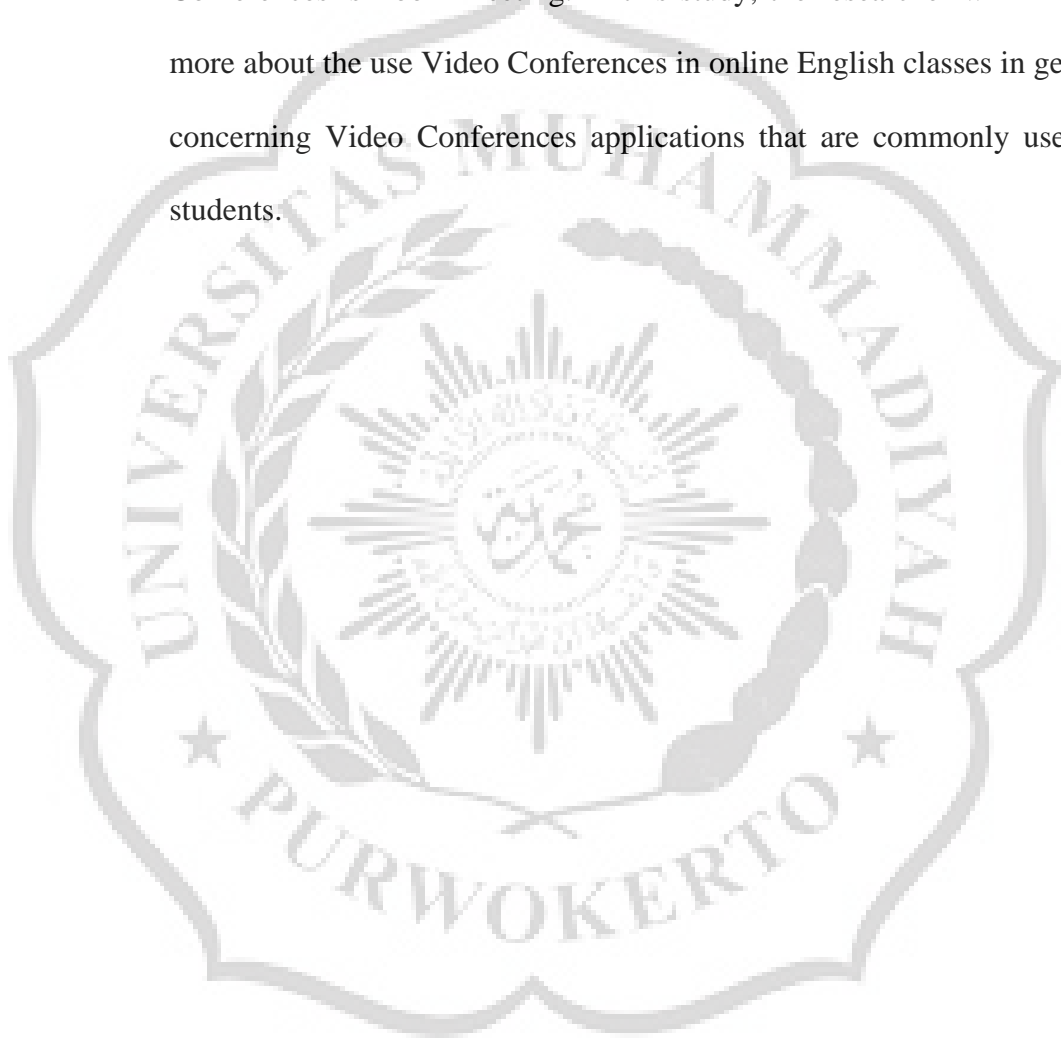 more about the use Video Conferences in online English classes in ge
concerning Video Conferences applications that are commonly use
students.
UNIVERSITAS MUHAMMADIYAH
★ PURWOKERTO ★